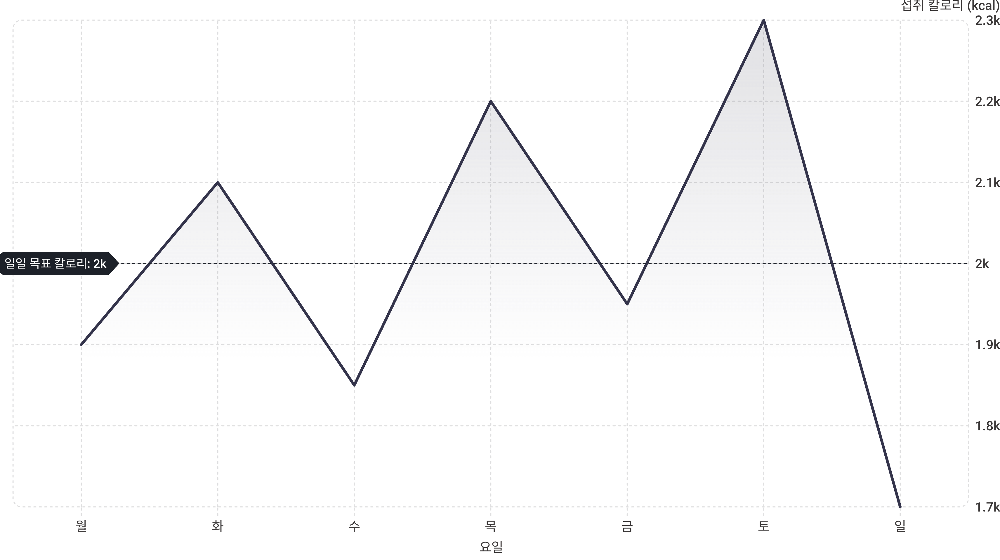 섭취 칼로리 (kcal)
2.3k
2.2k
2.1k
일일 목표 칼로리: 2k
2k
1.9k
1.8k
1.7k
월 화 수 목 금 토 일
요일